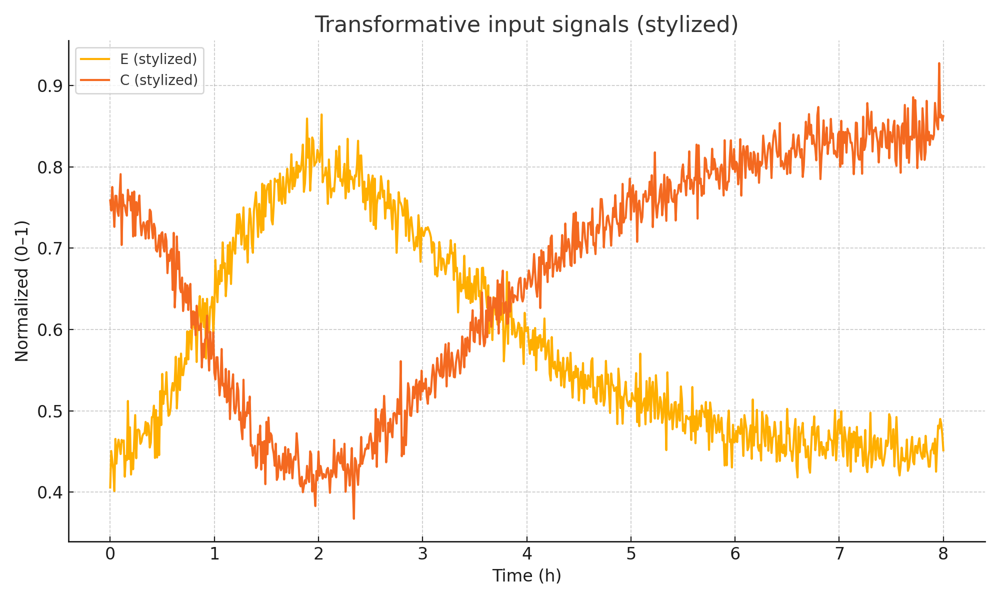 Transformative input signals (stylized)
E (stylized)
C (stylized)
Normalized (0–1)
0.9
0.8
0.7
0.6
0.5
0.4
0 1 2 3 4 5 6 7 8
Time (h)